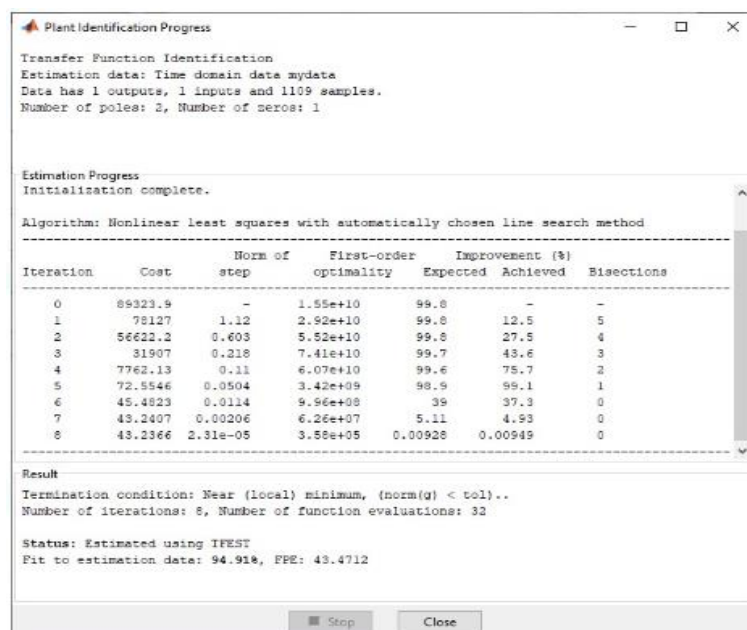 Plant Identification Progress
Transfer Function Identification
Estimation data: Time domain data mydata
Data has 1 outputs, 1 inputs and 1109 samples.
Number of poles: 2, Number of zeros: 1
Estimation Progress
Initialization complete.
Algorithm: Nonlinear least squares with automatically chosen line search method
------------------------------------------------------------------------------------------
Norm of First-order Improvement (%)
Iteration Cost step optimality Expected Achieved Bisections
------------------------------------------------------------------------------------------
0 89323.9 - 1.55e+10 99.8 - -
1 78127 1.12 2.92e+10 99.8 12.5 5
2 56622.2 0.603 5.52e+10 99.8 27.5 4
3 31907 0.218 7.41e+10 99.7 43.6 3
4 7762.13 0.11 6.07e+10 99.6 75.7 2
5 72.5546 0.0504 3.42e+09 98.9 99.1 1
6 45.4823 0.0114 9.96e+08 39 37.3 0
7 43.2407 0.00206 6.26e+07 5.11 4.93 0
8 43.2366 2.31e-05 3.58e+05 0.00928 0.00949 0
------------------------------------------------------------------------------------------
Result
Termination condition: Near (local) minimum, (norm(g) < tol)..
Number of iterations: 8, Number of function evaluations: 32
Status: Estimated using TFEST
Fit to estimation data: 94.91%, FPE: 43.4712
Stop Close